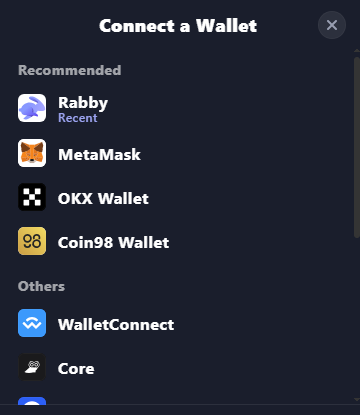 Connect a Wallet
Recommended
Rabby
Recent
MetaMask
OKX Wallet
Coin98 Wallet
Others
WalletConnect
Core